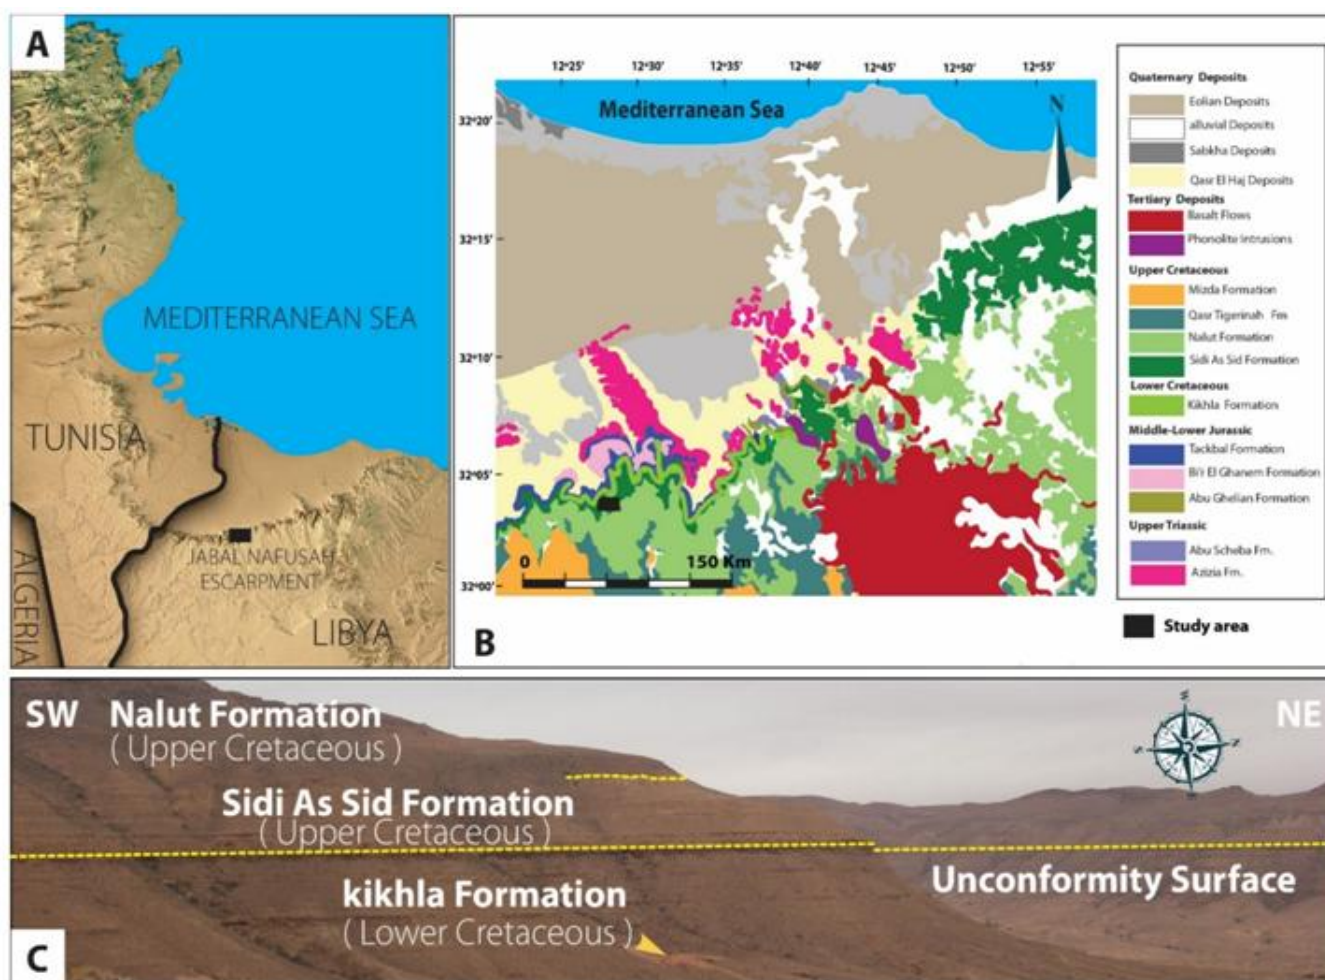 A
MEDITERRANEAN SEA
TUNISIA
JABAL NAFUSAH
ESCARPMENT
ALGERIA
LIBYA
B
12°25' 12°30' 12°35' 12°40' 12°45' 12°50' 12°55'
Mediterranean Sea
N
32°20'
32°15'
32°10'
32°05'
32°00'
0 150 Km
Quaternary Deposits
Eolian Deposits
alluvial Deposits
Sabkha Deposits
Qasr El Haj Deposits
Tertiary Deposits
Basalt Flows
Phonolite Intrusions
Upper Cretaceous
Mizda Formation
Qasr Tigerinah Fm
Nalut Formation
Sidi As Sid Formation
Lower Cretaceous
Kikhla Formation
Middle-Lower Jurassic
Tackbal Formation
Bi'r El Ghanem Formation
Abu Ghelian Formation
Upper Triassic
Abu Scheba Fm.
Azizia Fm.
Study area
SW
Nalut Formation
( Upper Cretaceous )
NE
Sidi As Sid Formation
( Upper Cretaceous )
Unconformity Surface
kikhla Formation
( Lower Cretaceous )
C